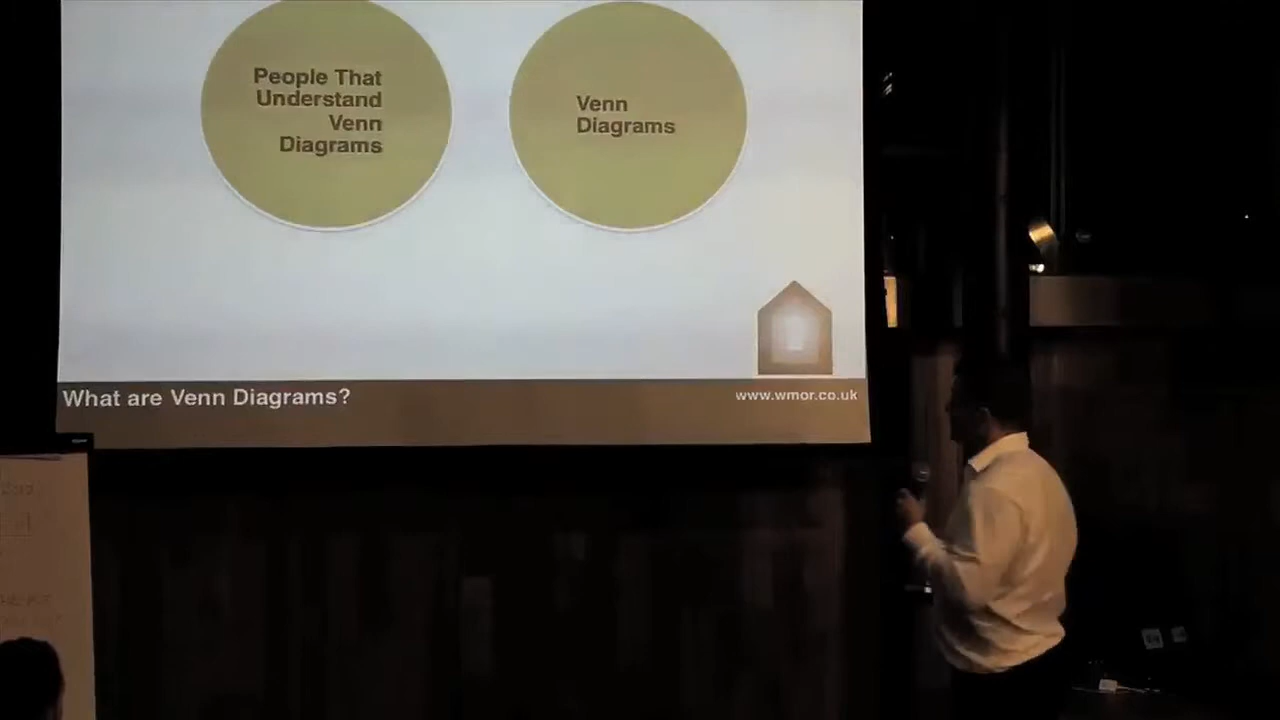 People That
Understand
Venn
Diagrams
Venn
Diagrams
What are Venn Diagrams?
www.wmor.co.uk